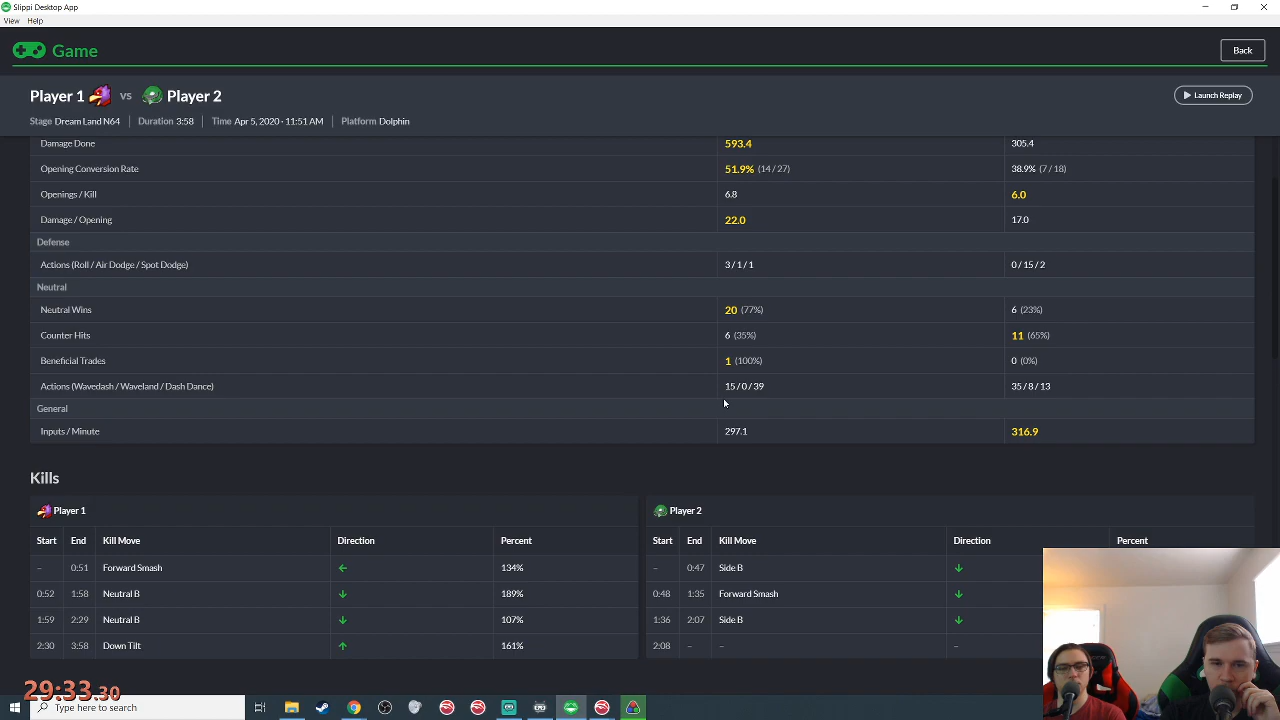 Slippi Desktop App
View Help
Game
Back
Player 1 vs Player 2
Launch Replay
Stage Dream Land N64 Duration 3:58 Time Apr 5, 2020 · 11:51 AM Platform Dolphin
Damage Done 593.4 305.4
Opening Conversion Rate 51.9% (14 / 27) 38.9% (7 / 18)
Openings / Kill 6.8 6.0
Damage / Opening 22.0 17.0
Defense
Actions (Roll / Air Dodge / Spot Dodge) 3 / 1 / 1 0 / 15 / 2
Neutral
Neutral Wins 20 (77%) 6 (23%)
Counter Hits 6 (35%) 11 (65%)
Beneficial Trades 1 (100%) 0 (0%)
Actions (Wavedash / Waveland / Dash Dance) 15 / 0 / 39 35 / 8 / 13
General
Inputs / Minute 297.1 316.9
Kills
Player 1 Player 2
Start End Kill Move Direction Percent Start End Kill Move Direction Percent
– 0:51 Forward Smash ← 134% – 0:47 Side B ↓
0:52 1:58 Neutral B ↓ 189% 0:48 1:35 Forward Smash ↓
1:59 2:29 Neutral B ↓ 107% 1:36 2:07 Side B ↓
2:30 3:58 Down Tilt ↑ 161% 2:08 – – –
29:33.30
Type here to search